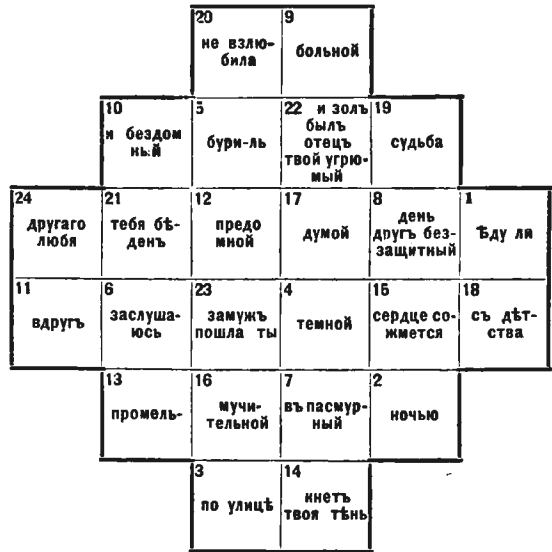 20
не взлю-
била
9
больной
10
и бездом
ный
5
бури-ль
22 и золъ
былъ
отецъ
твой угрю-
мый
19
судьба
24
другаго
любя
21
тебя бѣ-
денъ
12
предо
мной
17
думой
8
день
другъ без-
защитный
1
ѣду ли
11
вдругъ
6
заслуша-
юсь
23
замужъ
пошла ты
4
темной
15
сердце со-
жмется
18
съ дѣт-
ства
13
промель-
16
мучи-
тельной
7
въ пасмур-
ный
2
ночью
3
по улицѣ
14
кнетъ
твоя тѣнь